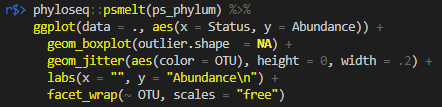 r$> phyloseq::psmelt(ps_phylum) %>%
ggplot(data = ., aes(x = Status, y = Abundance)) +
geom_boxplot(outlier.shape  = NA) +
geom_jitter(aes(color = OTU), height = 0, width = .2) +
labs(x = "", y = "Abundance\n") +
facet_wrap(~ OTU, scales = "free")